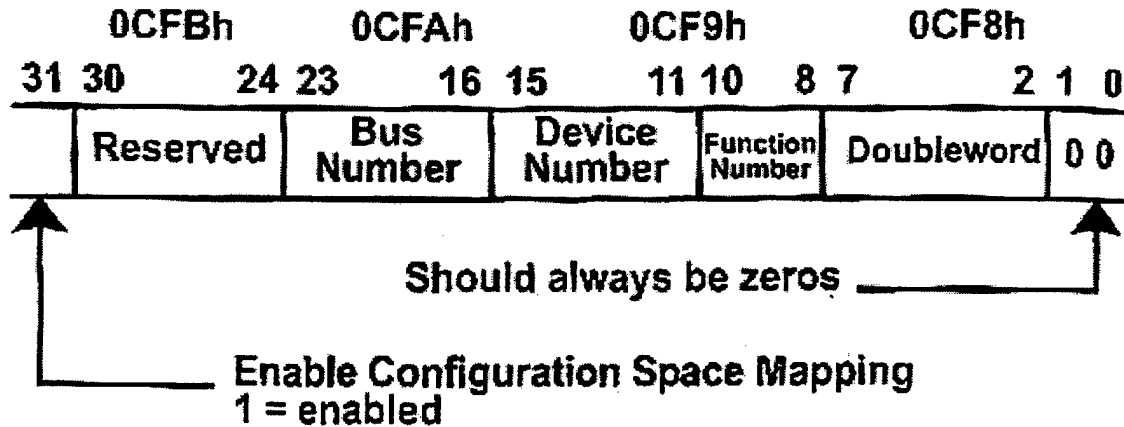 0CFBh 0CFAh 0CF9h 0CF8h
31 30 24 23 16 15 11 10 8 7 2 1 0
Reserved Bus Number Device Number Function Number Doubleword 0 0
Should always be zeros
Enable Configuration Space Mapping
1 = enabled